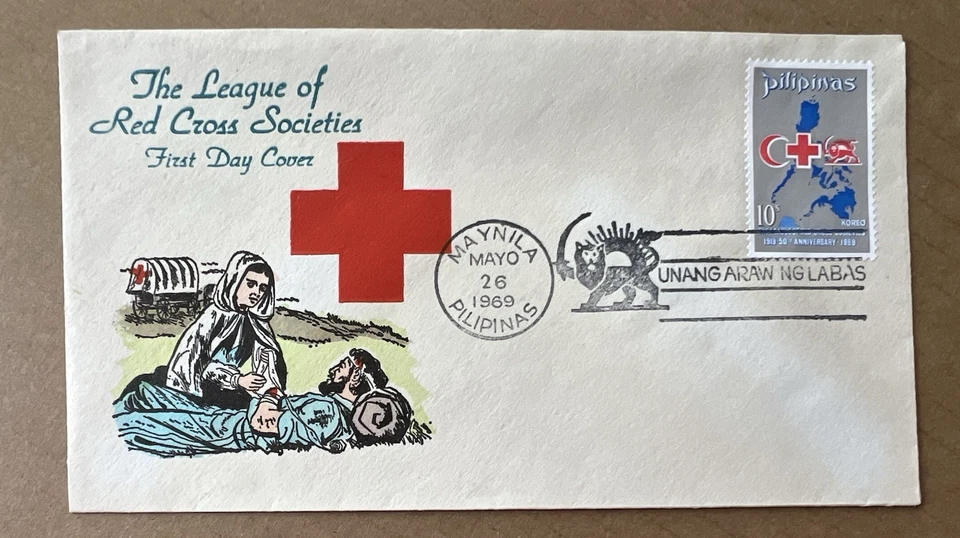 The League of
Red Cross Societies
First Day Cover
pilipinas
10s
KOREO
1919 50TH ANNIVERSARY 1969
MAYNILA
MAYO
26
1969
PILIPINAS
UNANG ARAW NG LABAS